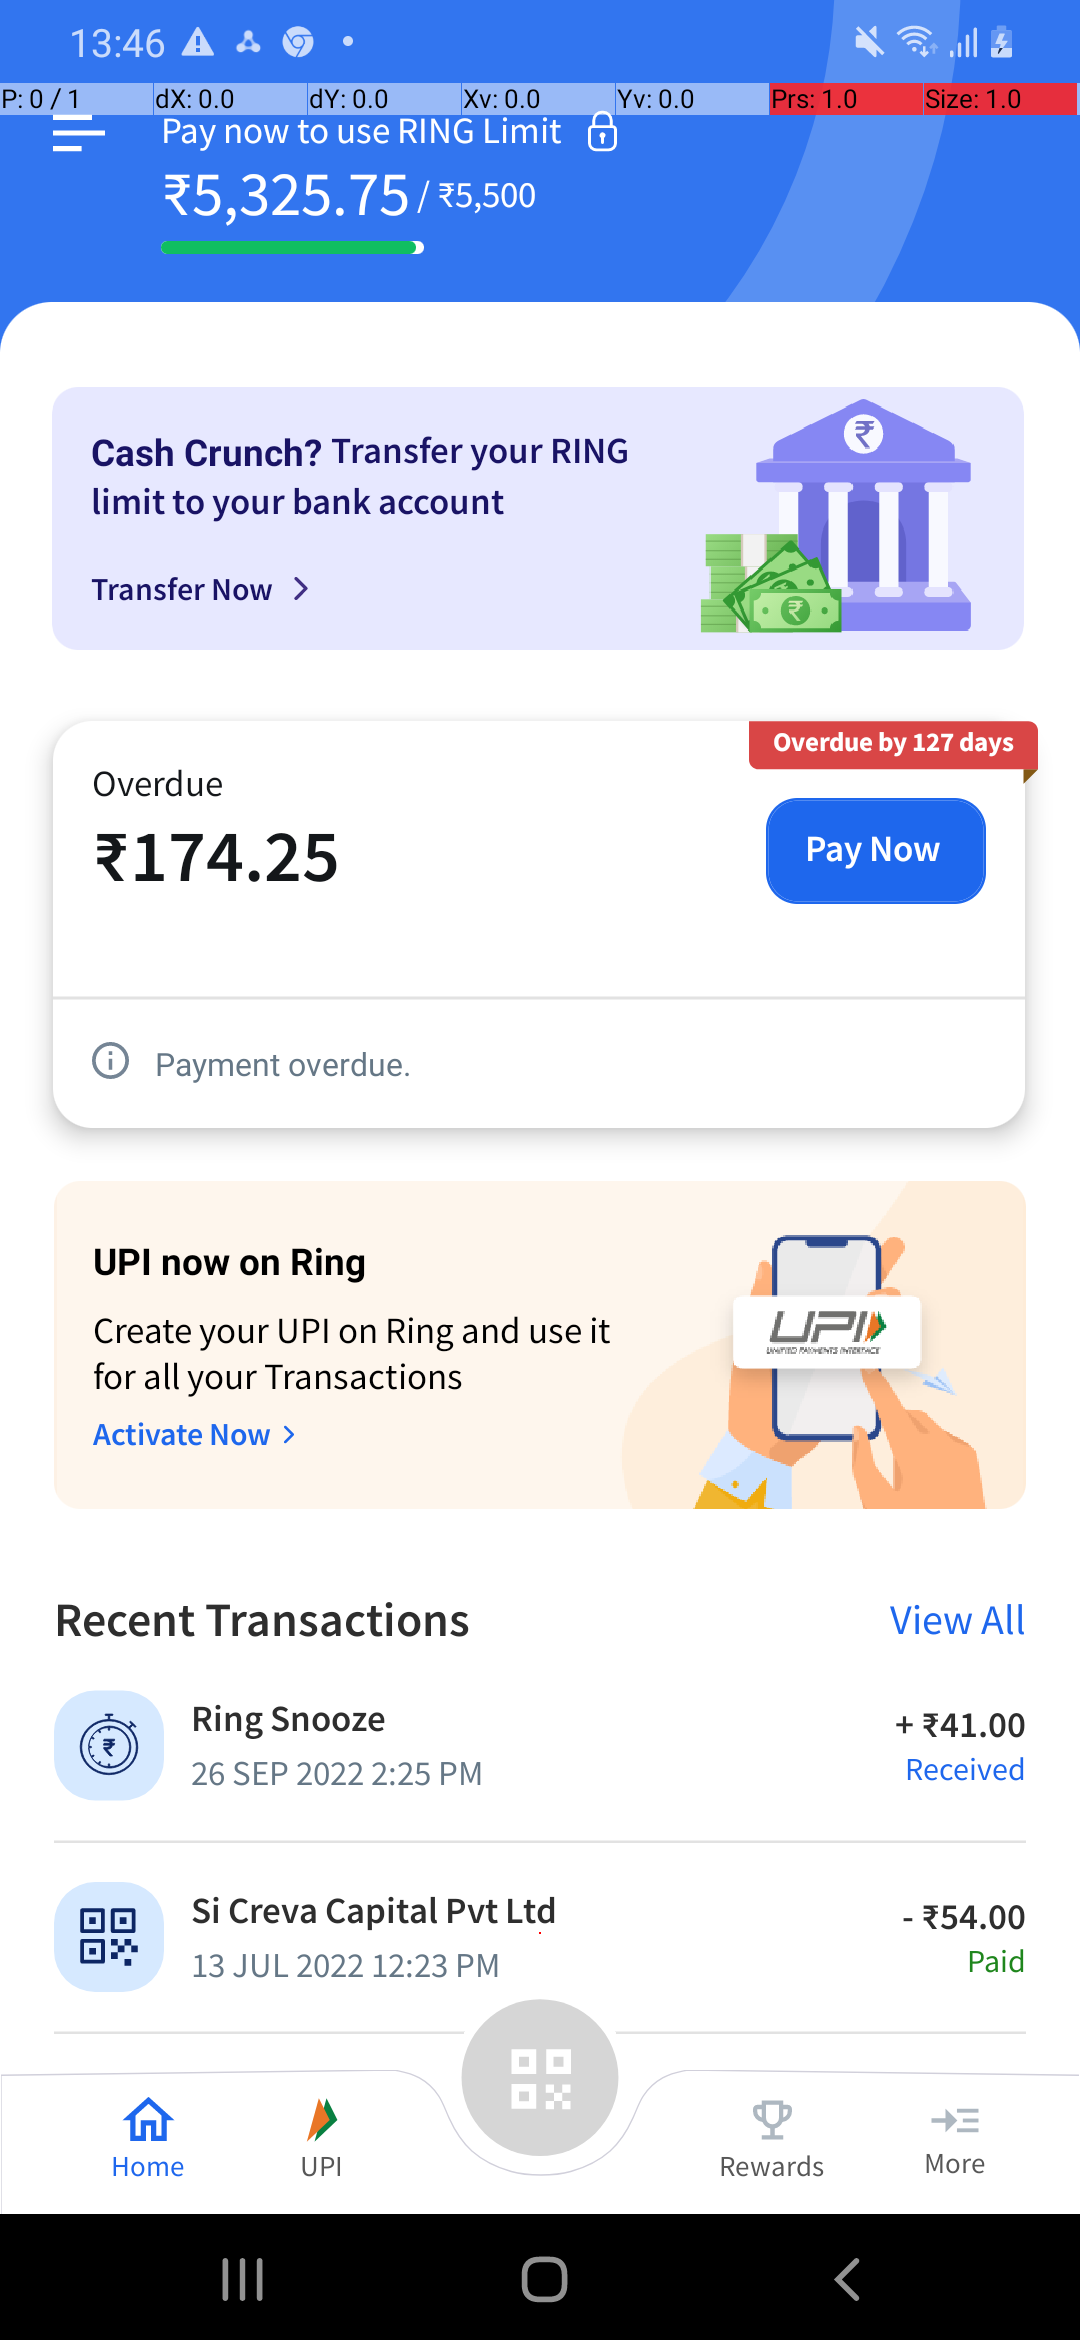 13:46
P: 0 / 1 dX: 0.0 dY: 0.0 Xv: 0.0 Yv: 0.0 Prs: 1.0 Size: 1.0
Pay now to use RING Limit
₹5,325.75 / ₹5,500
Cash Crunch? Transfer your RING
limit to your bank account
Transfer Now
Overdue by 127 days
Overdue
₹174.25
Pay Now
Payment overdue.
UPI now on Ring
Create your UPI on Ring and use it
for all your Transactions
Activate Now
UPI
UNIFIED PAYMENTS INTERFACE
Recent Transactions View All
Ring Snooze + ₹41.00
26 SEP 2022 2:25 PM Received
Si Creva Capital Pvt Ltd - ₹54.00
13 JUL 2022 12:23 PM Paid
Home UPI Rewards More